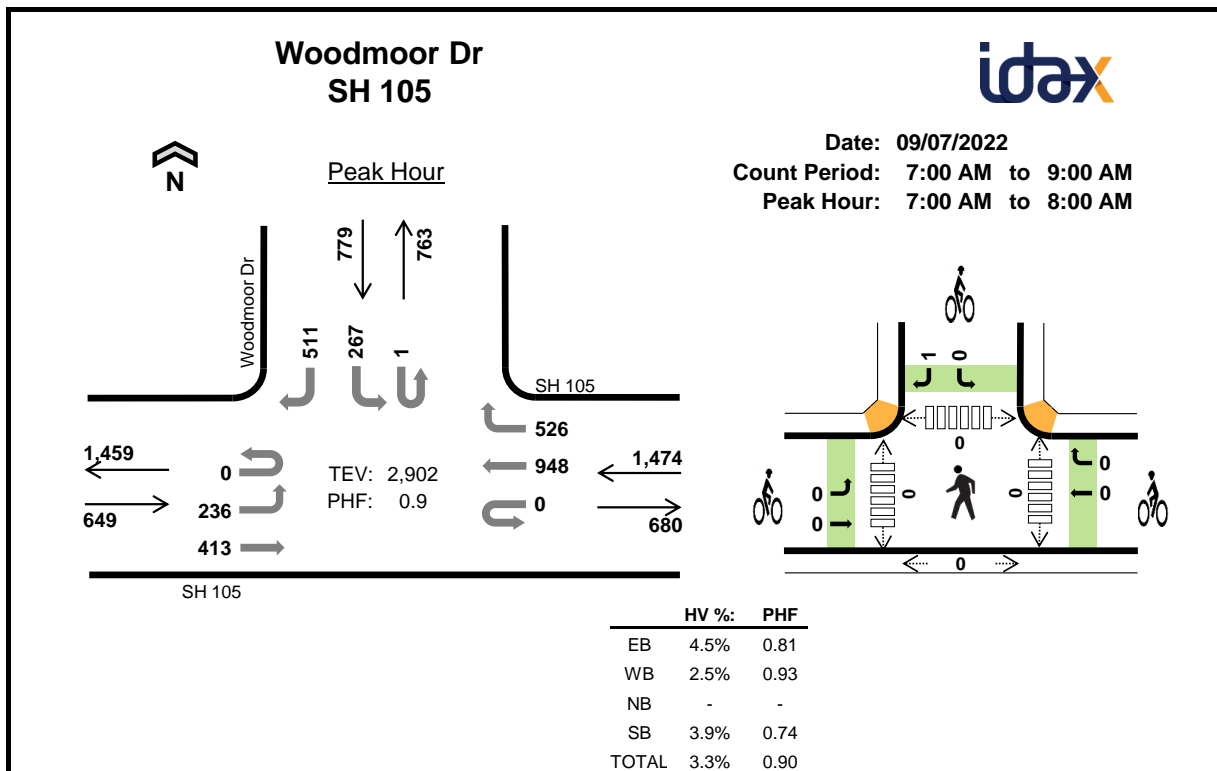 Woodmoor Dr
SH 105
idax
Date: 09/07/2022
Count Period: 7:00 AM to 9:00 AM
Peak Hour: 7:00 AM to 8:00 AM
N
Peak Hour
779
763
Woodmoor Dr
511
267
1
SH 105
526
1,459
0
TEV: 2,902
948
1,474
649
236
PHF: 0.9
0
680
413
SH 105
1
0
0
0
0
0
0
0
0
0
HV %: PHF
EB 4.5% 0.81
WB 2.5% 0.93
NB - -
SB 3.9% 0.74
TOTAL 3.3% 0.90